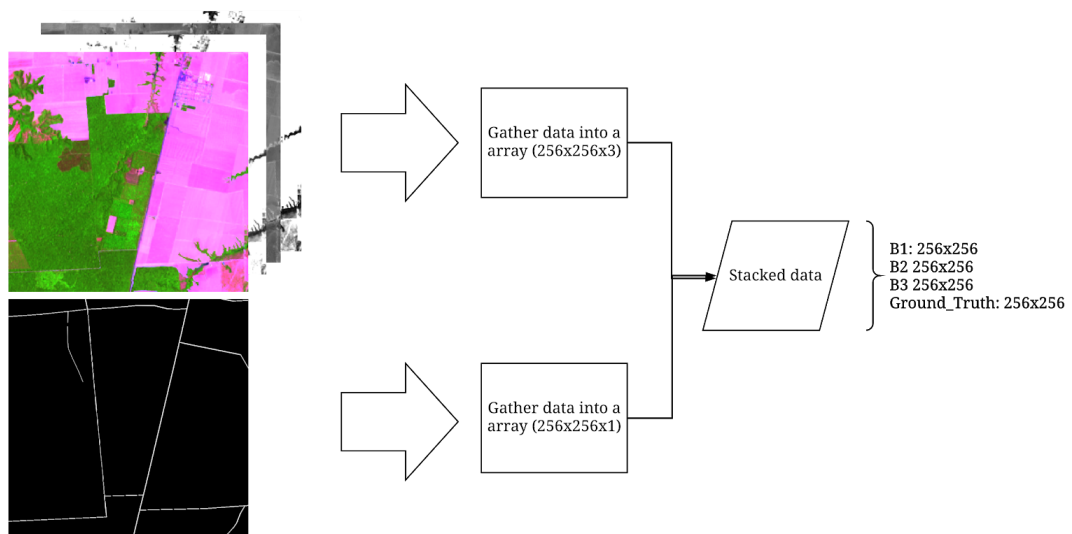 Gather data into a
array (256x256x3)
Stacked data
B1: 256x256
B2 256x256
B3 256x256
Ground_Truth: 256x256
Gather data into a
array (256x256x1)